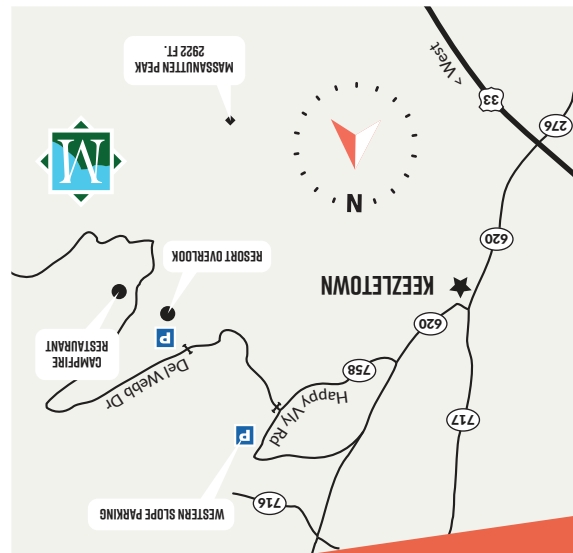 WESTERN SLOPE PARKING
716
P
717
Happy Vly Rd
758
Del Webb Dr
CAMPFIRE
RESTAURANT
P
620
KEEZLETOWN
RESORT OVERLOOK
620
N
M
276
33
< West
MASSANUTTEN PEAK
2922 FT.